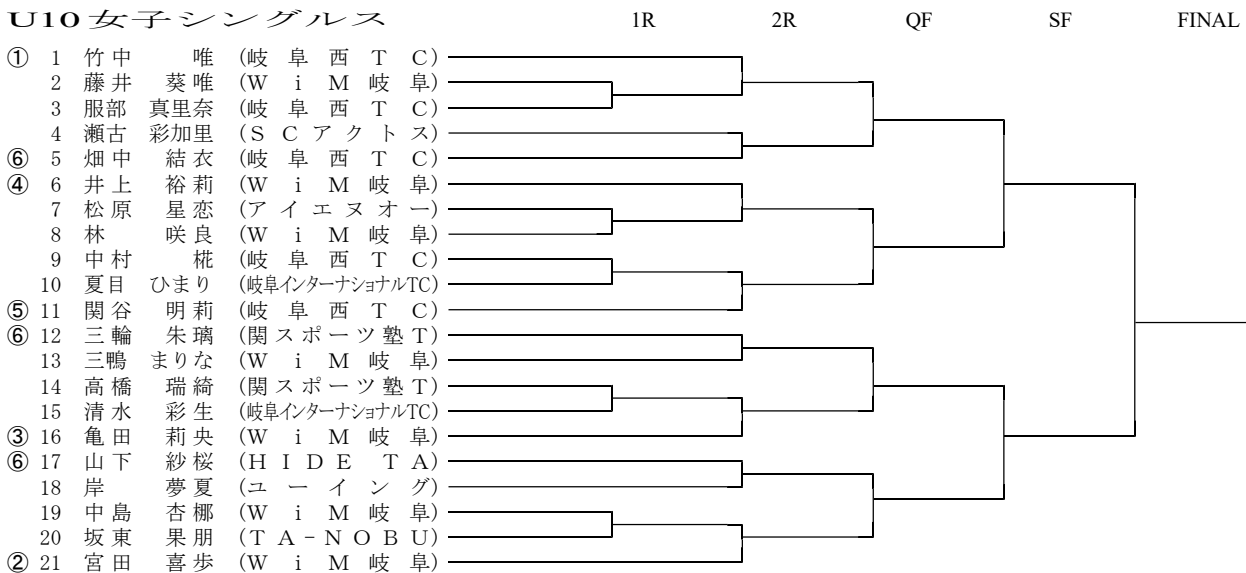 U10女子シングルス 1R 2R QF SF FINAL
① 1 竹中 唯 (岐阜西TC)
2 藤井 葵唯 (WiM岐阜)
3 服部 真里奈 (岐阜西TC)
4 瀬古 彩加里 (SCアクトス)
⑥ 5 畑中 結衣 (岐阜西TC)
④ 6 井上 裕莉 (WiM岐阜)
7 松原 星恋 (アイエヌオー)
8 林 咲良 (WiM岐阜)
9 中村 椛 (岐阜西TC)
10 夏目 ひまり (岐阜インターナショナルTC)
⑤ 11 関谷 明莉 (岐阜西TC)
⑥ 12 三輪 朱璃 (関スポーツ塾T)
13 三鴨 まりな (WiM岐阜)
14 高橋 瑞綺 (関スポーツ塾T)
15 清水 彩生 (岐阜インターナショナルTC)
③ 16 亀田 莉央 (WiM岐阜)
⑥ 17 山下 紗桜 (HIDE TA)
18 岸 夢夏 (ユーイング)
19 中島 杏梛 (WiM岐阜)
20 坂東 果朋 (TA-NOBU)
② 21 宮田 喜歩 (WiM岐阜)